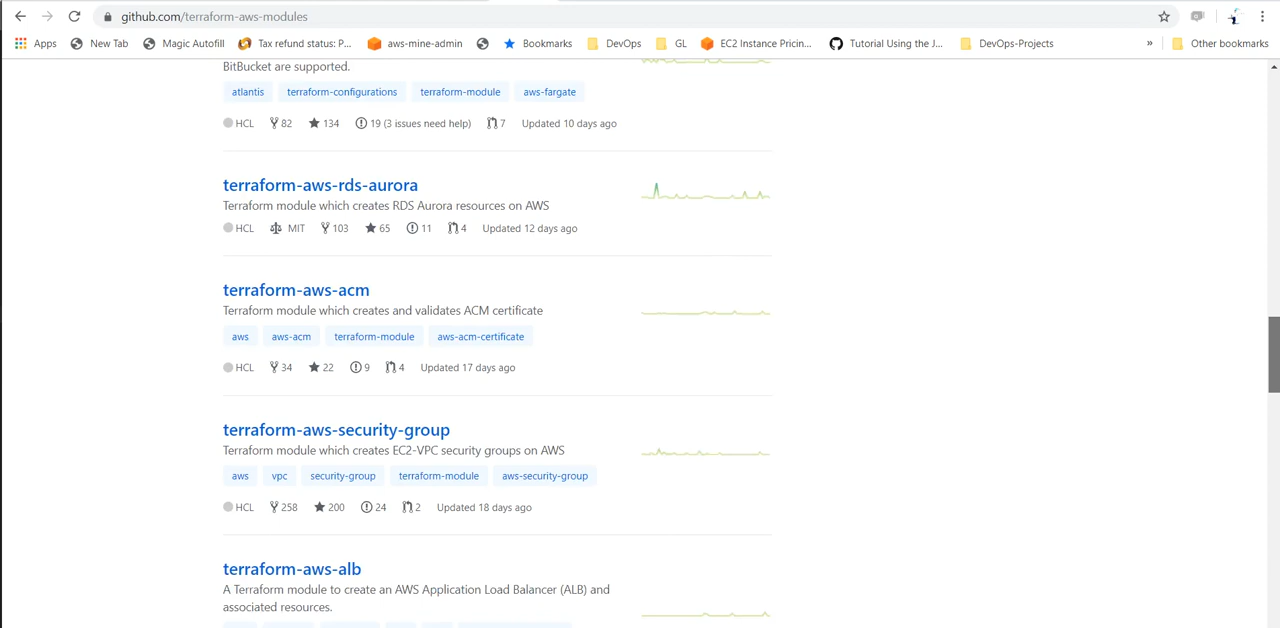 github.com/terraform-aws-modules
Apps New Tab Magic Autofill Tax refund status: P... aws-mine-admin Bookmarks DevOps GL EC2 Instance Pricin... Tutorial Using the J... DevOps-Projects » Other bookmarks
BitBucket are supported.
atlantis terraform-configurations terraform-module aws-fargate
HCL 82 134 19 (3 issues need help) 7 Updated 10 days ago
terraform-aws-rds-aurora
Terraform module which creates RDS Aurora resources on AWS
HCL MIT 103 65 11 4 Updated 12 days ago
terraform-aws-acm
Terraform module which creates and validates ACM certificate
aws aws-acm terraform-module aws-acm-certificate
HCL 34 22 9 4 Updated 17 days ago
terraform-aws-security-group
Terraform module which creates EC2-VPC security groups on AWS
aws vpc security-group terraform-module aws-security-group
HCL 258 200 24 2 Updated 18 days ago
terraform-aws-alb
A Terraform module to create an AWS Application Load Balancer (ALB) and
associated resources.